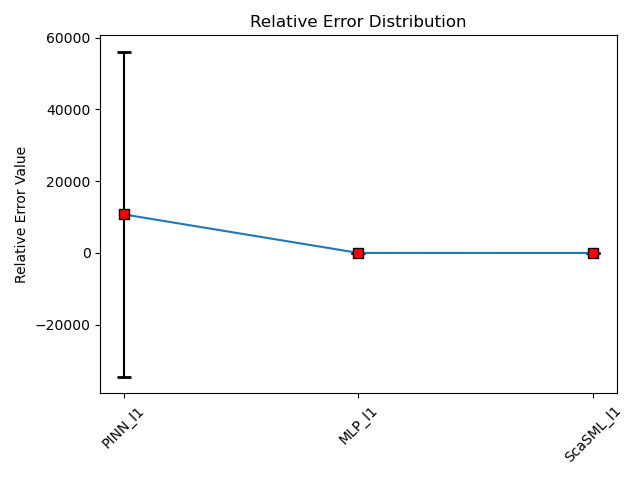 Relative Error Distribution
60000
40000
20000
0
−20000
Relative Error Value
PINN_l1
MLP_l1
ScaSML_l1